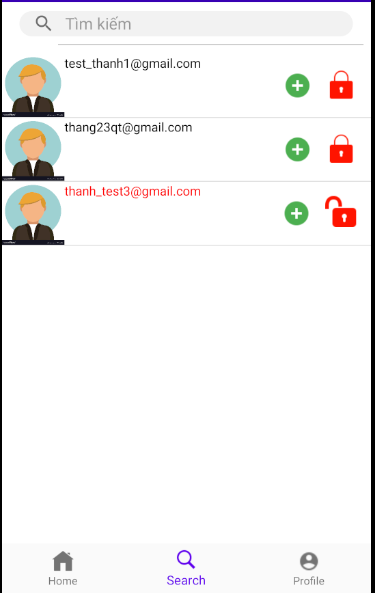 Tìm kiếm
test_thanh1@gmail.com
thang23qt@gmail.com
thanh_test3@gmail.com
Home
Search
Profile